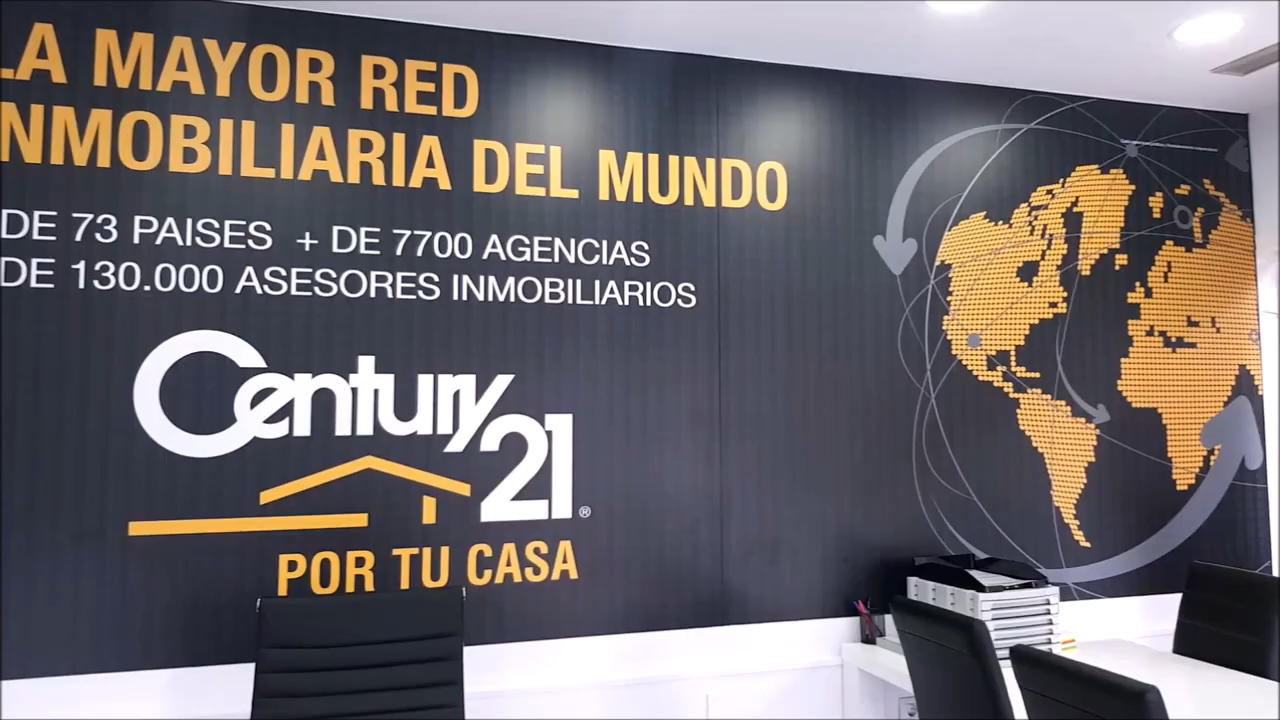 LA MAYOR RED
INMOBILIARIA DEL MUNDO
DE 73 PAISES + DE 7700 AGENCIAS
DE 130.000 ASESORES INMOBILIARIOS
Century
21®
POR TU CASA